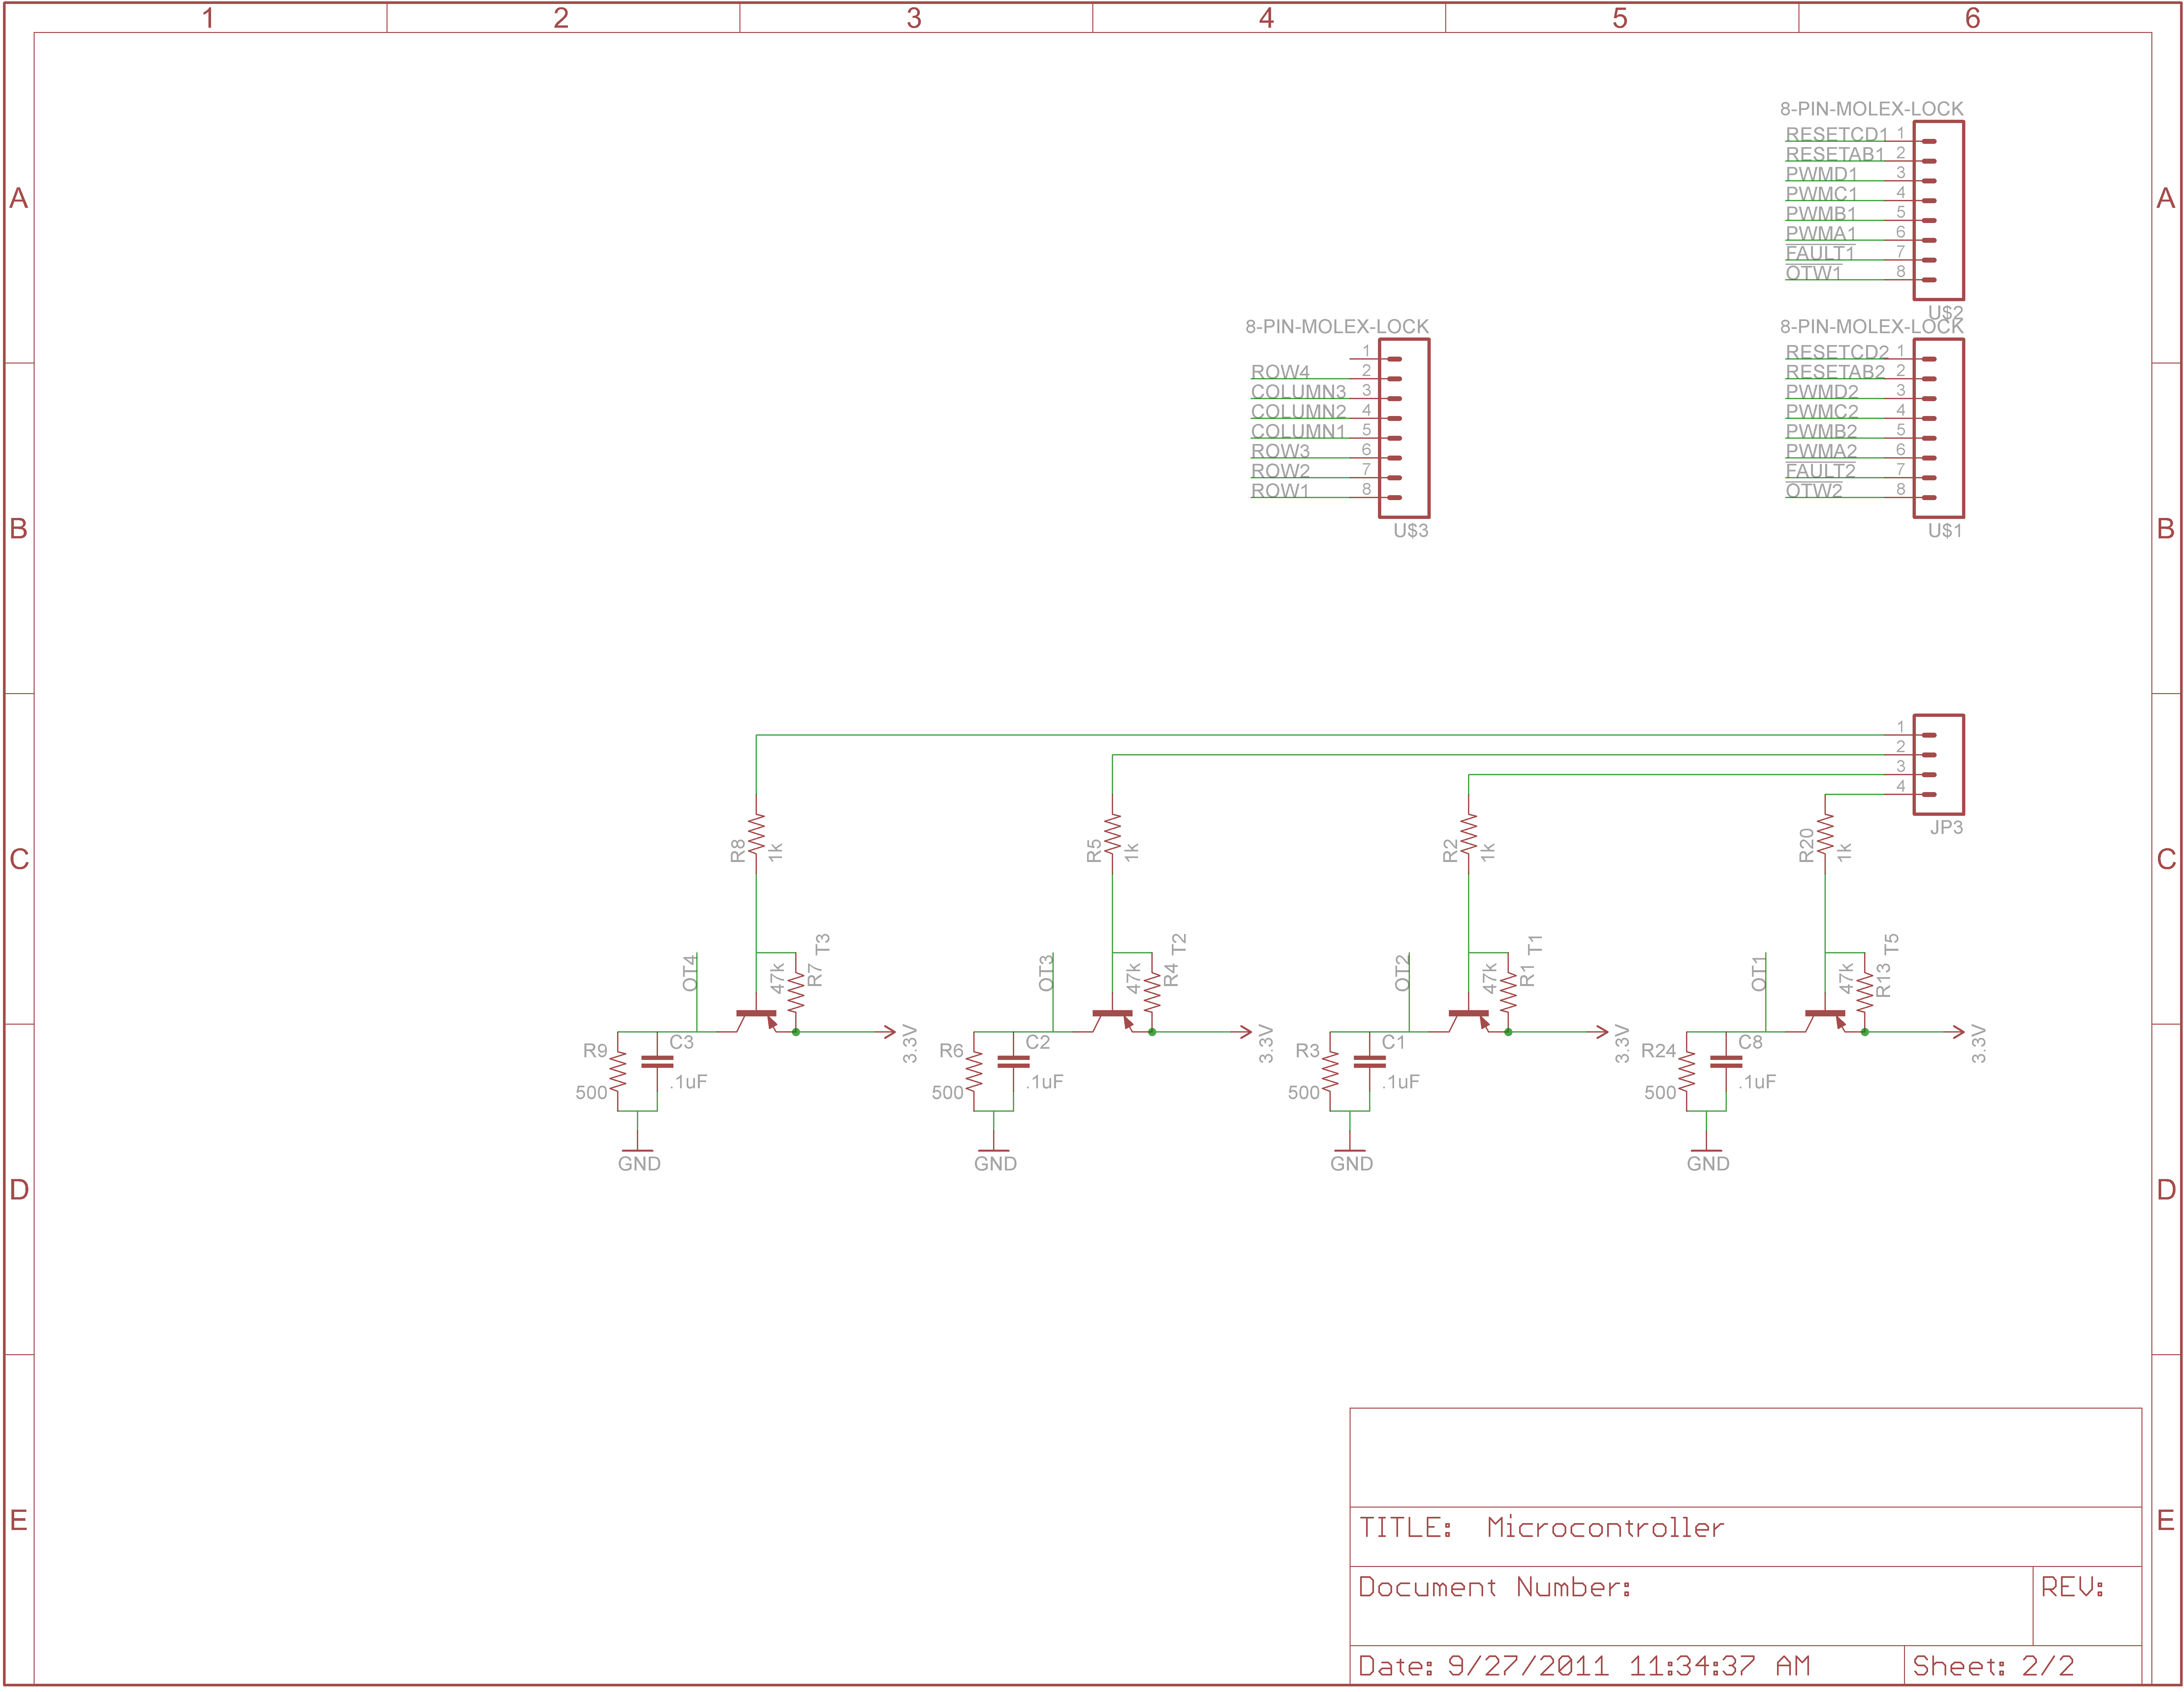 1 2 3 4 5 6
A A
B B
C C
D D
E E
8-PIN-MOLEX-LOCK
RESETCD1 1
RESETAB1 2
PWMD1 3
PWMC1 4
PWMB1 5
PWMA1 6
FAULT1 7
OTW1 8
U$2
8-PIN-MOLEX-LOCK
1
ROW4 2
COLUMN3 3
COLUMN2 4
COLUMN1 5
ROW3 6
ROW2 7
ROW1 8
U$3
8-PIN-MOLEX-LOCK
RESETCD2 1
RESETAB2 2
PWMD2 3
PWMC2 4
PWMB2 5
PWMA2 6
FAULT2 7
OTW2 8
U$1
1
2
3
4
JP3
R8 1k
R5 1k
R2 1k
R20 1k
OT4 47k R7 T3
OT3 47k R4 T2
OT2 47k R1 T1
OT1 47k R13 T5
R9 500 C3 .1uF 3.3V
R6 500 C2 .1uF 3.3V
R3 500 C1 .1uF 3.3V
R24 500 C8 .1uF 3.3V
GND GND GND GND
TITLE: Microcontroller
Document Number: REV:
Date: 9/27/2011 11:34:37 AM Sheet: 2/2